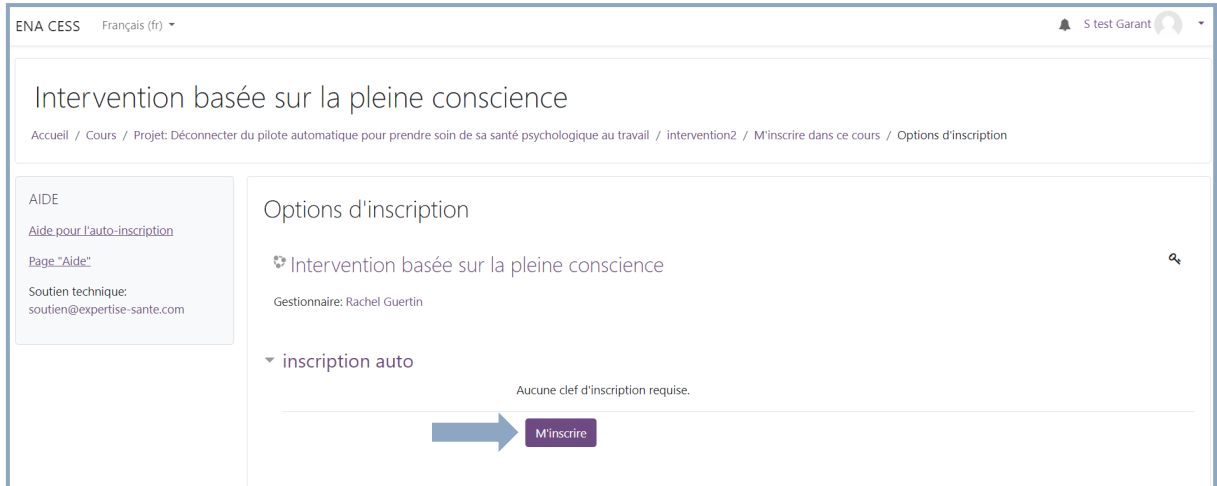 ENA CESS Français (fr)
S test Garant
Intervention basée sur la pleine conscience
Accueil / Cours / Projet: Déconnecter du pilote automatique pour prendre soin de sa santé psychologique au travail / intervention2 / M'inscrire dans ce cours / Options d'inscription
AIDE
Aide pour l'auto-inscription
Page "Aide"
Soutien technique:
soutien@expertise-sante.com
Options d'inscription
Intervention basée sur la pleine conscience
Gestionnaire: Rachel Guertin
inscription auto
Aucune clef d'inscription requise.
M'inscrire